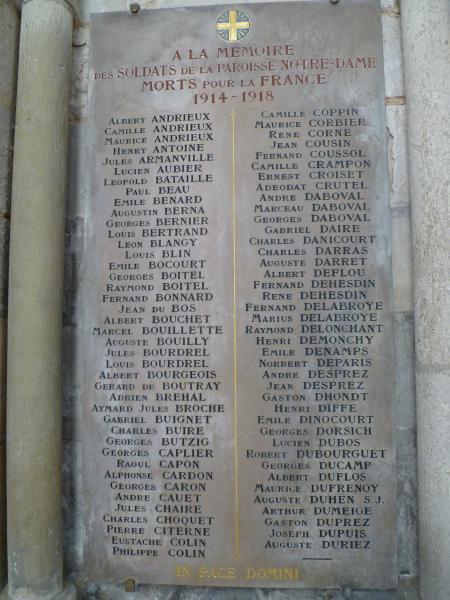 A LA MEMOIRE
DES SOLDATS DE LA PAROISSE NOTRE-DAME
MORTS POUR LA FRANCE
1914-1918
ALBERT ANDRIEUX
CAMILLE ANDRIEUX
MAURICE ANDRIEUX
HENRY ANTOINE
JULES ARMANVILLE
LUCIEN AUBIER
LEOPOLD BATAILLE
PAUL BEAU
EMILE BENARD
AUGUSTIN BERNA
GEORGES BERNIER
LOUIS BERTRAND
LEON BLANGY
LOUIS BLIN
EMILE BOCOURT
GEORGES BOITEL
RAYMOND BOITEL
FERNAND BONNARD
JEAN DU BOS
ALBERT BOUCHET
MARCEL BOUILLETTE
AUGUSTE BOUILLY
JULES BOURDREL
LOUIS BOURDREL
ALBERT BOURGEOIS
GERARD DE BOUTRAY
ADRIEN BREHAL
AYMARD JULES BROCHE
GABRIEL BUIGNET
CHARLES BUIRE
GEORGES BUTZIG
GEORGES CAPLIER
RAOUL CAPON
ALPHONSE CARDON
GEORGES CARON
ANDRE CAUET
JULES CHAIRE
CHARLES CHOQUET
PIERRE CITERNE
EUSTACHE COLIN
PHILIPPE COLIN
CAMILLE COPPIN
MAURICE CORBIER
RENE CORNE
JEAN COUSIN
FERNAND COUSSOL
CAMILLE CRAMPON
ERNEST CROISET
ADEODAT CRUTEL
ANDRE DABOVAL
MARCEAU DABOVAL
GEORGES DABOVAL
GABRIEL DAIRE
CHARLES DANICOURT
CHARLES DARRAS
AUGUSTE DARRET
ALBERT DEFLOU
FERNAND DEHESDIN
RENE DEHESDIN
FERNAND DELABROYE
MARIUS DELABROYE
RAYMOND DELONCHANT
HENRI DEMONCHY
EMILE DENAMPS
NORBERT DEPARIS
ANDRE DESPREZ
JEAN DESPREZ
GASTON DHONDT
HENRI DIFFE
EMILE DINOCOURT
GEORGES DORSICH
LUCIEN DUBOS
ROBERT DUBOURGUET
GEORGES DUCAMP
ALBERT DUFLOS
MAURICE DUFRENOY
AUGUSTE DUHEN S.J.
ARTHUR DUMEIGE
GASTON DUPREZ
JOSEPH DUPUIS
AUGUSTE DURIEZ
IN PACE DOMINI